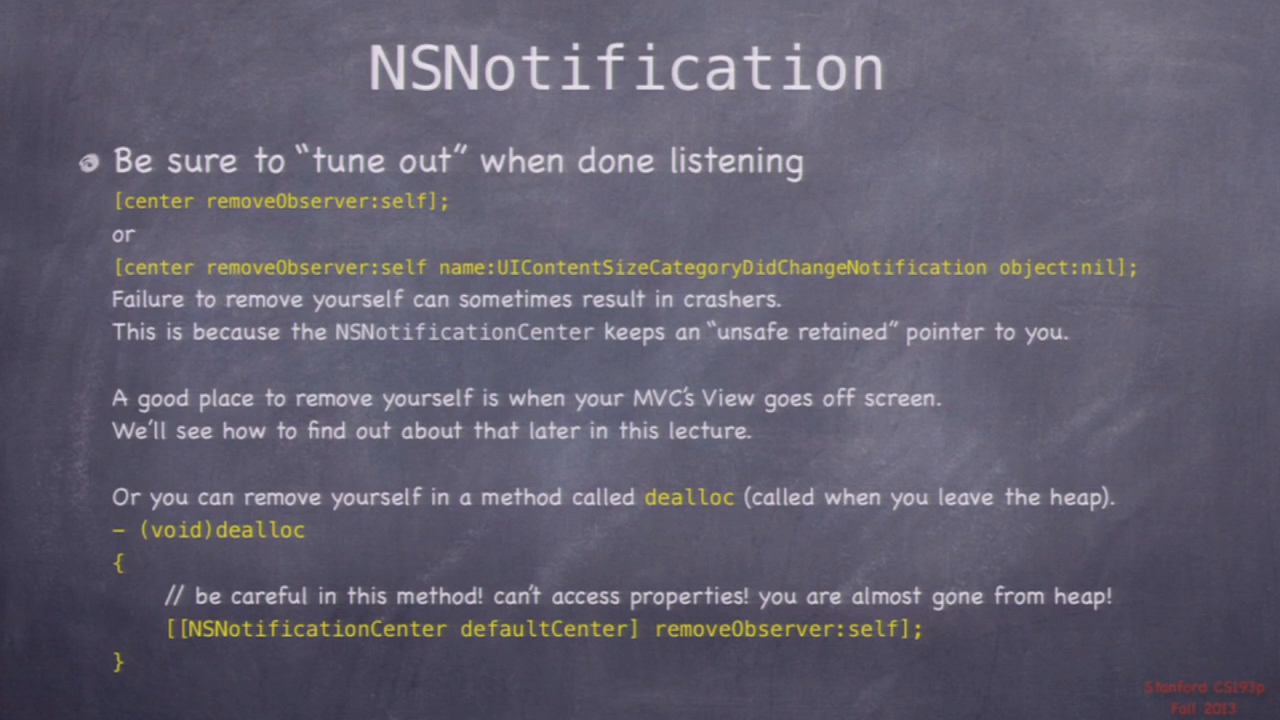 NSNotification
Be sure to “tune out” when done listening
[center removeObserver:self];
or
[center removeObserver:self name:UIContentSizeCategoryDidChangeNotification object:nil];
Failure to remove yourself can sometimes result in crashers.
This is because the NSNotificationCenter keeps an “unsafe retained” pointer to you.
A good place to remove yourself is when your MVC’s View goes off screen.
We’ll see how to find out about that later in this lecture.
Or you can remove yourself in a method called dealloc (called when you leave the heap).
- (void)dealloc
{
// be careful in this method! can’t access properties! you are almost gone from heap!
[[NSNotificationCenter defaultCenter] removeObserver:self];
}
Stanford CS193p
Fall 2013